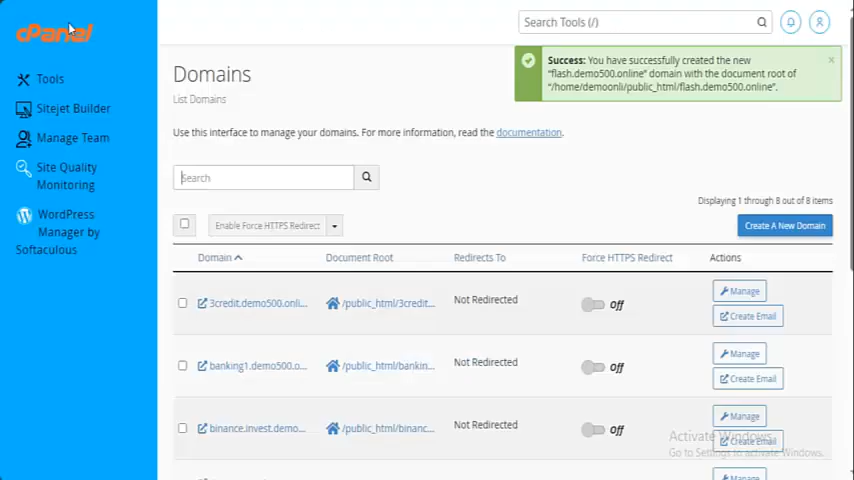 cPanel
Search Tools (/)
Tools
Sitejet Builder
Manage Team
Site Quality
Monitoring
WordPress
Manager by
Softaculous
Success: You have successfully created the new
"flash.demo500.online" domain with the document root of
"/home/demoonli/public_html/flash.demo500.online".
×
Domains
List Domains
Use this interface to manage your domains. For more information, read the documentation.
Search
Displaying 1 through 8 out of 8 items
Enable Force HTTPS Redirect
Create A New Domain
Domain Document Root Redirects To Force HTTPS Redirect Actions
3credit.demo500.onli... /public_html/3credit... Not Redirected Off Manage
Create Email
banking1.demo500.o... /public_html/bankin... Not Redirected Off Manage
Create Email
binance.invest.demo... /public_html/binanc... Not Redirected Off Manage
Create Email
Activate Windows
Go to Settings to activate Windows.
Manage